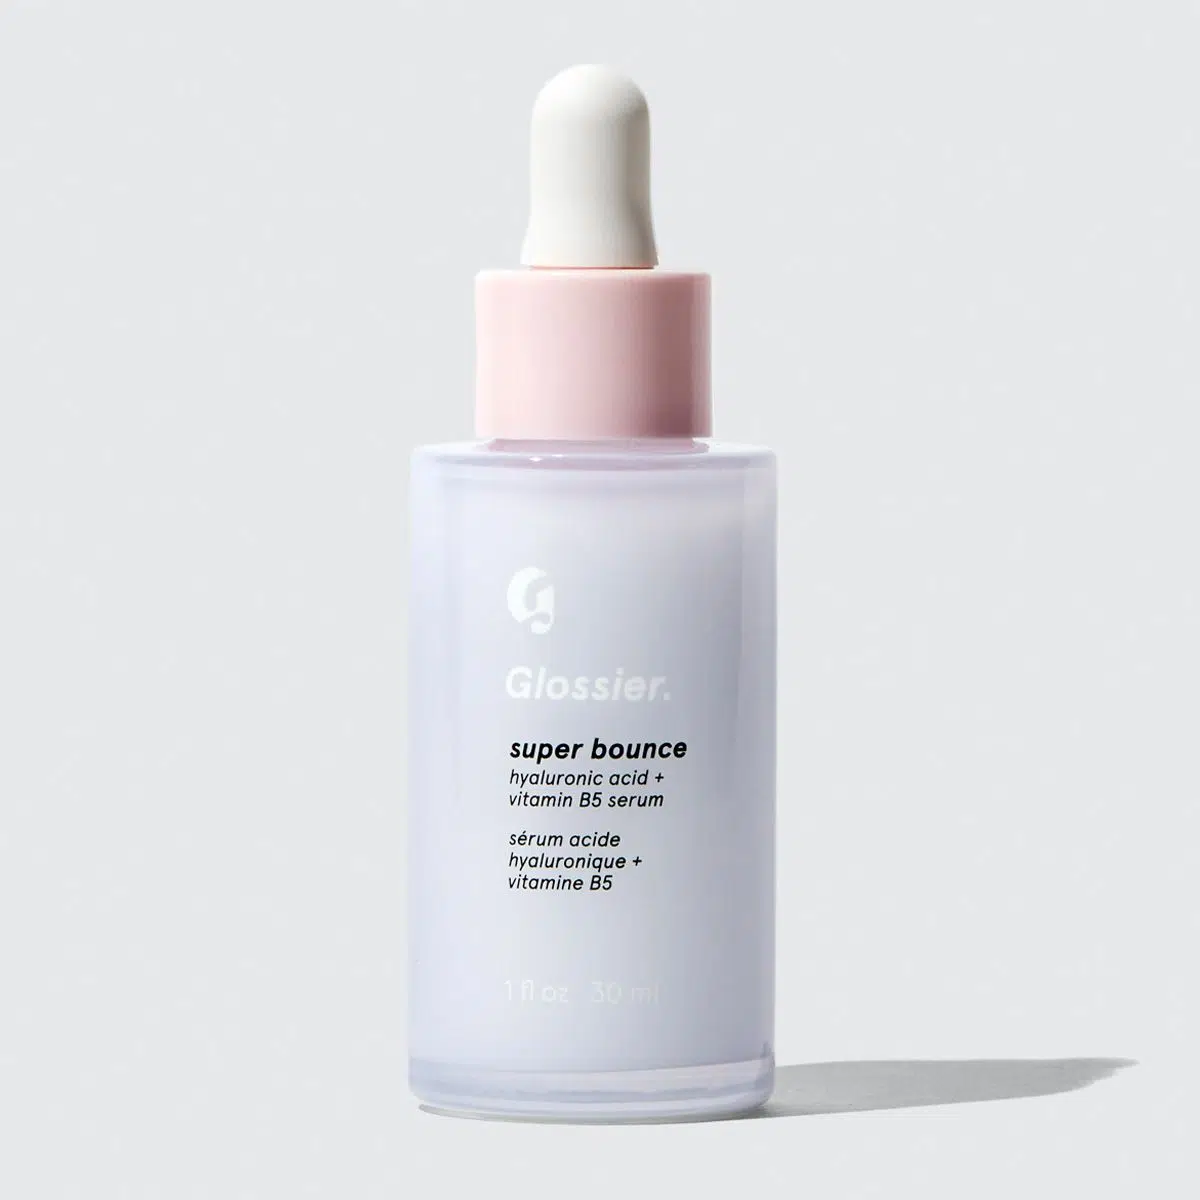 G
Glossier.
super bounce
hyaluronic acid +
vitamin B5 serum
sérum acide
hyaluronique +
vitamine B5
1 fl oz 30 ml